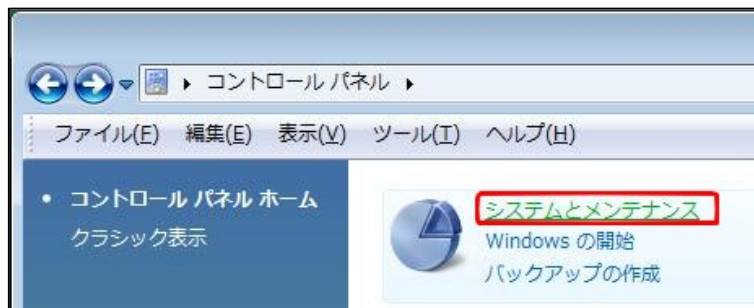 コントロール パネル
ファイル(F) 編集(E) 表示(V) ツール(T) ヘルプ(H)
コントロール パネル ホーム
クラシック表示
システムとメンテナンス
Windows の開始
バックアップの作成